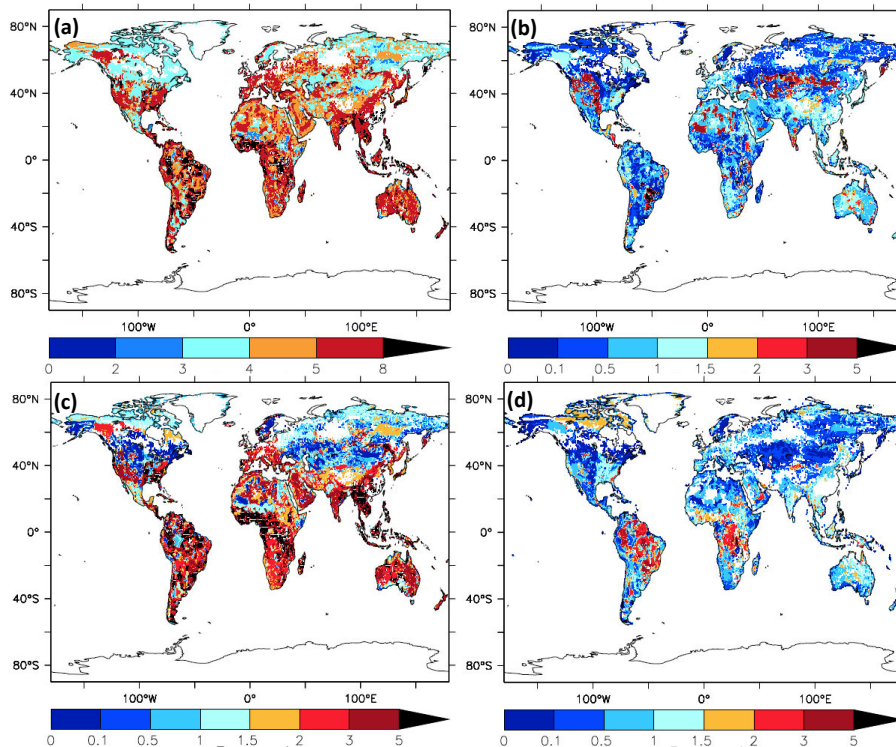 (a) (b)
80°N 80°N
40°N 40°N
0° 0°
40°S 40°S
80°S 80°S
100°W 0° 100°E 100°W 0° 100°E
0 2 3 4 5 8 0 0.1 0.5 1 1.5 2 3 5
(c) (d)
80°N 80°N
40°N 40°N
0° 0°
40°S 40°S
80°S 80°S
100°W 0° 100°E 100°W 0° 100°E
0 0.1 0.5 1 1.5 2 3 5 0 0.1 0.5 1 1.5 2 3 5